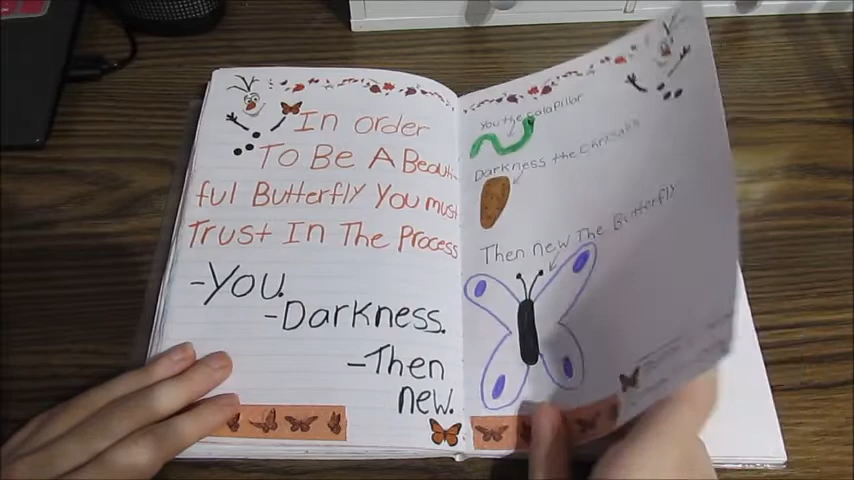 In Order
To Be A Beauti-
ful Butterfly You must
Trust In The Process
-You.
-Darkness.
-Then
new.
You the calapillar
Darkness the Chrysalis
Then new The Butterfly